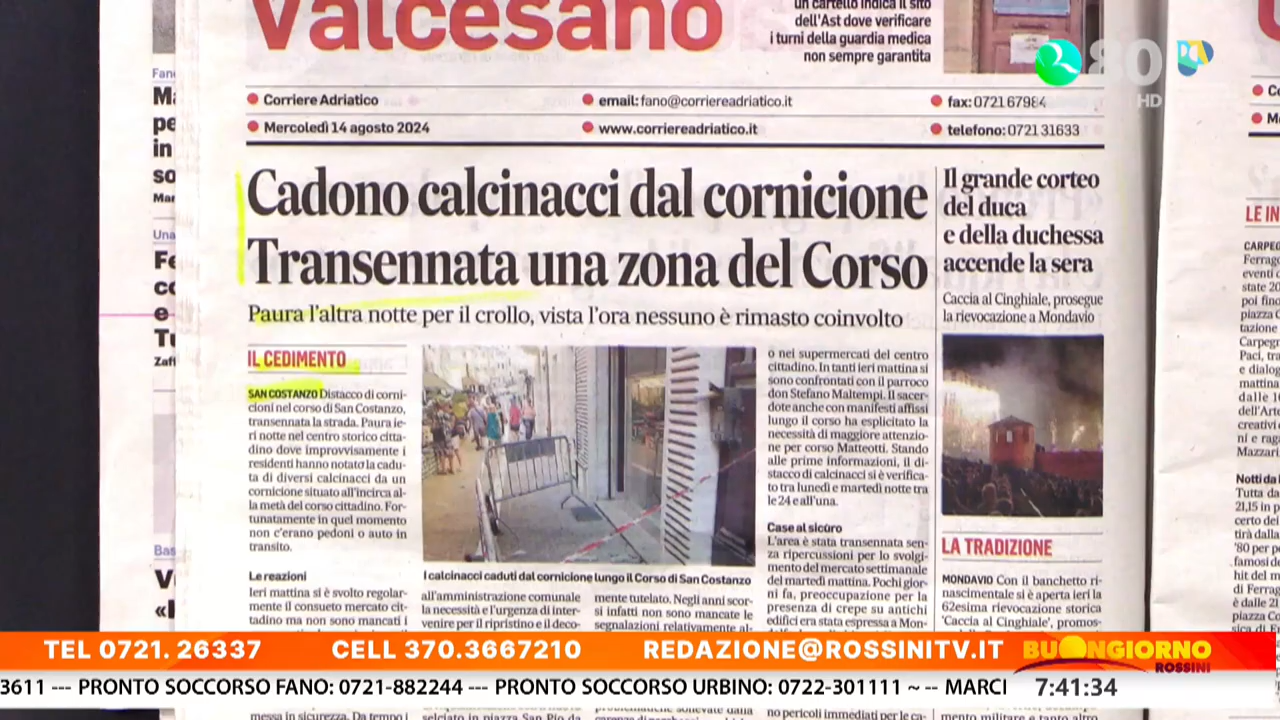 Valcesano
un cartello indica il sito
dell'Ast dove verificare
i turni della guardia medica
non sempre garantita
80
HD
Corriere Adriatico
email: fano@corriereadriatico.it
fax: 0721 67984
Mercoledì 14 agosto 2024
www.corriereadriatico.it
telefono: 0721 31633
Cadono calcinacci dal cornicione
Transennata una zona del Corso
Paura l'altra notte per il crollo, vista l'ora nessuno è rimasto coinvolto
IL CEDIMENTO
SAN COSTANZO Distacco di corni-
cioni nel corso di San Costanzo,
transennata la strada. Paura ie-
ri notte nel centro storico citta-
dino dove improvvisamente i
residenti hanno notato la cadu-
ta di diversi calcinacci da un
cornicione situato all'incirca al-
la metà del corso cittadino. For-
tunatamente in quel momento
non c'erano pedoni o auto in
transito.
Le reazioni
Ieri mattina si è svolto regolar-
mente il consueto mercato cit-
tadino ma non sono mancati i
I calcinacci caduti dal cornicione lungo il Corso di San Costanzo
all'amministrazione comunale
la necessità e l'urgenza di inter-
venire per il ripristino e il deco-
mente tutelato. Negli anni scor-
si infatti non sono mancate le
segnalazioni relativamente al-
o nei supermercati del centro
cittadino. In tanti ieri mattina si
sono confrontati con il parroco
don Stefano Maltempi. Il sacer-
dote anche con manifesti affissi
lungo il corso ha esplicitato la
necessità di maggiore attenzio-
ne per corso Matteotti. Stando
alle prime informazioni, il di-
stacco di calcinacci si è verifica-
to tra lunedì e martedì notte tra
le 24 e all'una.
Case al sicuro
L'area è stata transennata sen-
za ripercussioni per lo svolgi-
mento del mercato settimanale
del martedì mattina. Pochi gior-
ni fa, preoccupazione per la
presenza di crepe su antichi
edifici era stata espressa a Mon-
Il grande corteo
del duca
e della duchessa
accende la sera
Caccia al Cinghiale, prosegue
la rievocazione a Mondavio
LA TRADIZIONE
MONDAVIO Con il banchetto ri-
nascimentale si è aperta ieri la
62esima rievocazione storica
'Caccia al Cinghiale', promos-
LE IN
Notti da
TEL 0721.26337
CELL 370.3667210
REDAZIONE@ROSSINITV.IT
BUONGIORNO
ROSSINI
3611 --- PRONTO SOCCORSO FANO: 0721-882244 --- PRONTO SOCCORSO URBINO: 0722-301111 ~ -- MARCI
7:41:34